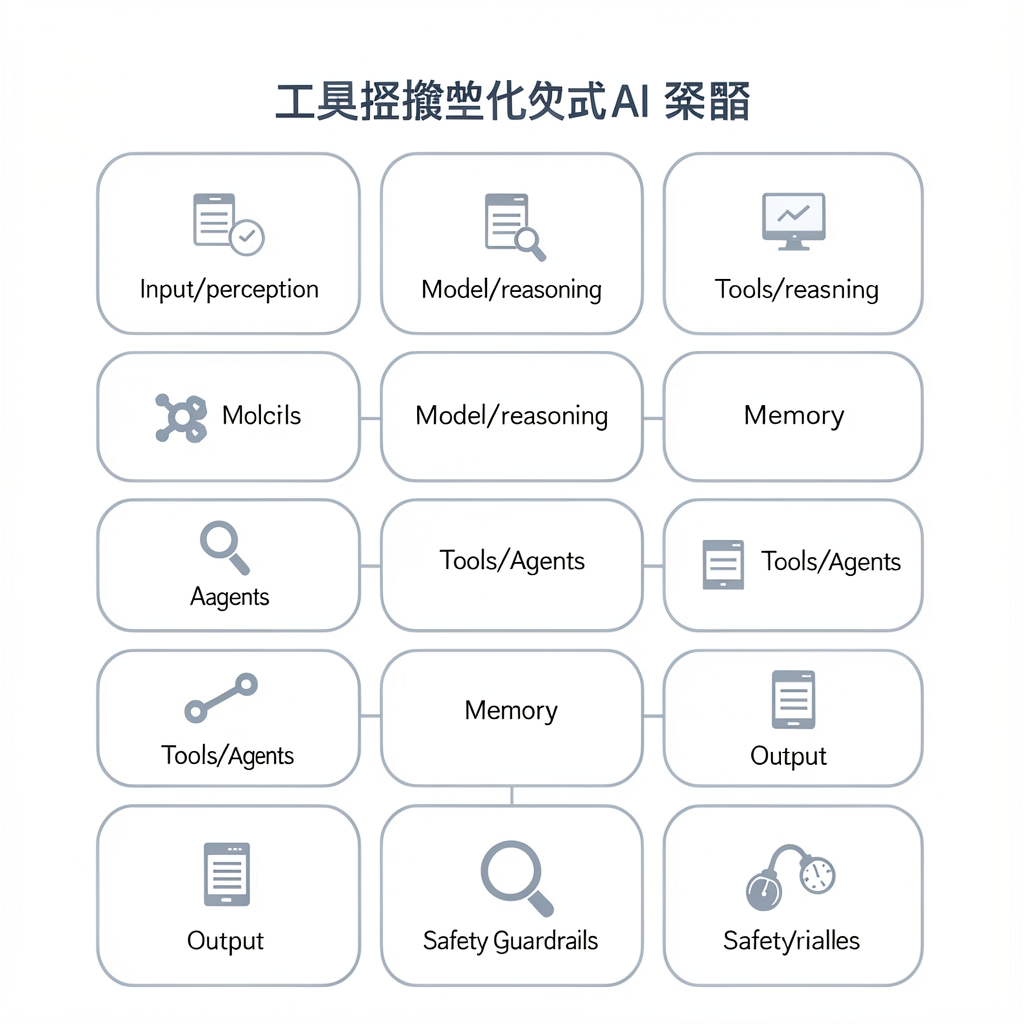 工具 化 式AI
Input/perception
Model/reasoning
Tools/reasning
Molcils
Model/reasoning
Memory
Aagents
Tools/Agents
Tools/Agents
Tools/Agents
Memory
Output
Output
Safety Guardrails
Safety/rialles